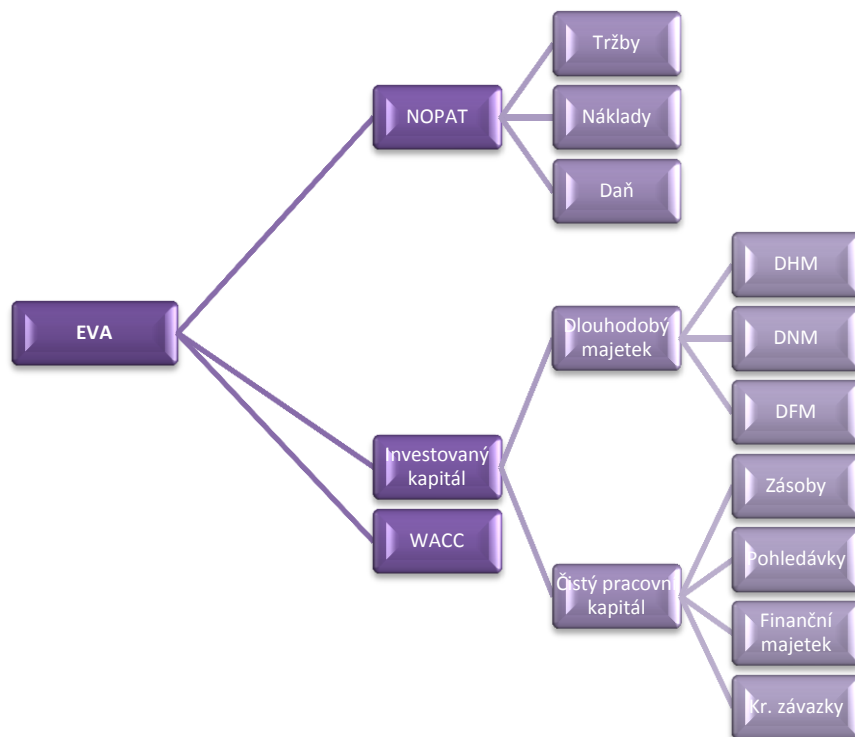 Tržby
NOPAT
Náklady
Daň
DHM
EVA
Dlouhodobý
majetek
DNM
DFM
Investovaný
kapitál
Zásoby
WACC
Pohledávky
Čistý pracovní
kapitál
Finanční
majetek
Kr. závazky